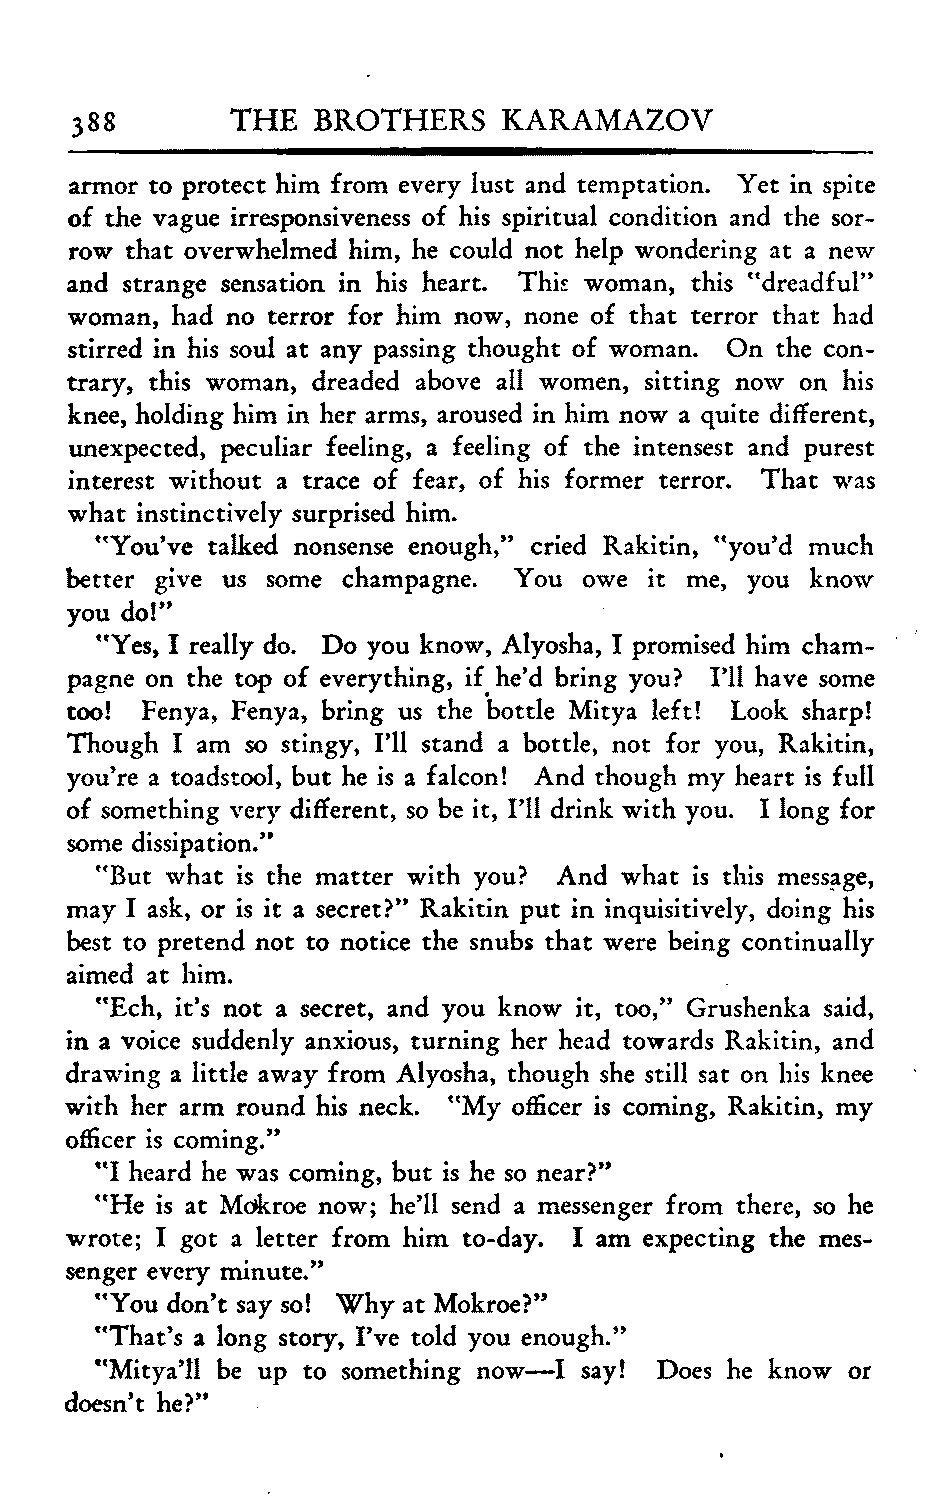 388 THE BROTHERS KARAMAZOV
armor to protect him from every lust and temptation. Yet in spite
of the vague irresponsiveness of his spiritual condition and the sor-
row that overwhelmed him, he could not help wondering at a new
and strange sensation in his heart. This woman, this "dreadful"
woman, had no terror for him now, none of that terror that had
stirred in his soul at any passing thought of woman. On the con-
trary, this woman, dreaded above all women, sitting now on his
knee, holding him in her arms, aroused in him now a quite different,
unexpected, peculiar feeling, a feeling of the intensest and purest
interest without a trace of fear, of his former terror. That was
what instinctively surprised him.
"You've talked nonsense enough," cried Rakitin, "you'd much
better give us some champagne. You owe it me, you know
you do!"
"Yes, I really do. Do you know, Alyosha, I promised him cham-
pagne on the top of everything, if he'd bring you? I'll have some
too! Fenya, Fenya, bring us the bottle Mitya left! Look sharp!
Though I am so stingy, I'll stand a bottle, not for you, Rakitin,
you're a toadstool, but he is a falcon! And though my heart is full
of something very different, so be it, I'll drink with you. I long for
some dissipation."
"But what is the matter with you? And what is this message,
may I ask, or is it a secret?" Rakitin put in inquisitively, doing his
best to pretend not to notice the snubs that were being continually
aimed at him.
"Ech, it's not a secret, and you know it, too," Grushenka said,
in a voice suddenly anxious, turning her head towards Rakitin, and
drawing a little away from Alyosha, though she still sat on his knee
with her arm round his neck. "My officer is coming, Rakitin, my
officer is coming."
"I heard he was coming, but is he so near?"
"He is at Mokroe now; he'll send a messenger from there, so he
wrote; I got a letter from him to-day. I am expecting the mes-
senger every minute."
"You don't say so! Why at Mokroe?"
"That's a long story, I've told you enough."
"Mitya'll be up to something now—I say! Does he know or
doesn't he?"